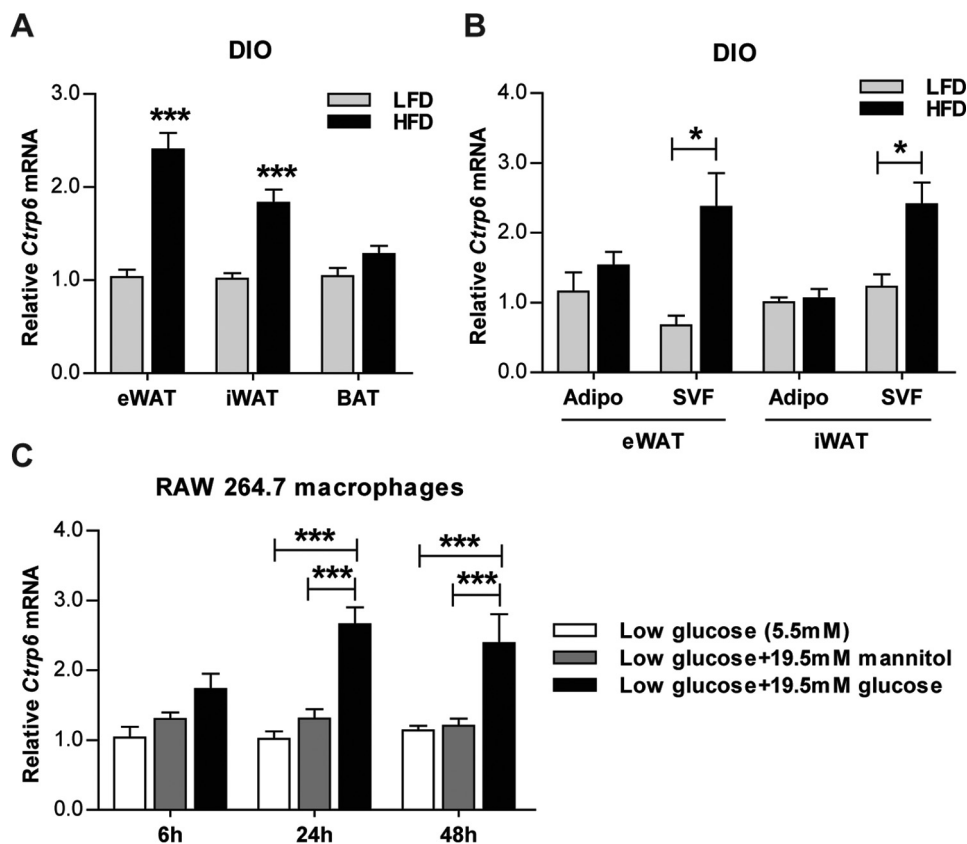 A
DIO
3.0
2.0
1.0
0.0
Relative Ctrp6 mRNA
LFD
HFD
***
***
eWAT iWAT BAT
B
DIO
4.0
3.0
2.0
1.0
0.0
Relative Ctrp6 mRNA
LFD
HFD
*
*
Adipo SVF Adipo SVF
eWAT iWAT
C
RAW 264.7 macrophages
4.0
3.0
2.0
1.0
0.0
Relative Ctrp6 mRNA
***
***
***
***
6h 24h 48h
Low glucose (5.5mM)
Low glucose+19.5mM mannitol
Low glucose+19.5mM glucose